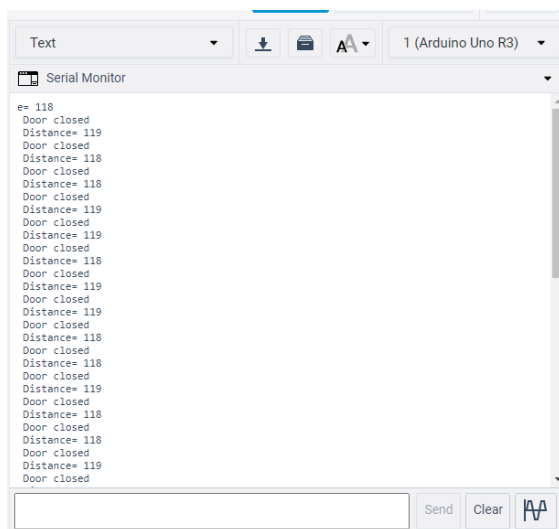 Text
AA
1 (Arduino Uno R3)
Serial Monitor
e= 118
Door closed
Distance= 119
Door closed
Distance= 118
Door closed
Distance= 118
Door closed
Distance= 119
Door closed
Distance= 119
Door closed
Distance= 118
Door closed
Distance= 119
Door closed
Distance= 119
Door closed
Distance= 118
Door closed
Distance= 118
Door closed
Distance= 119
Door closed
Distance= 118
Door closed
Distance= 118
Door closed
Distance= 119
Door closed
Send
Clear